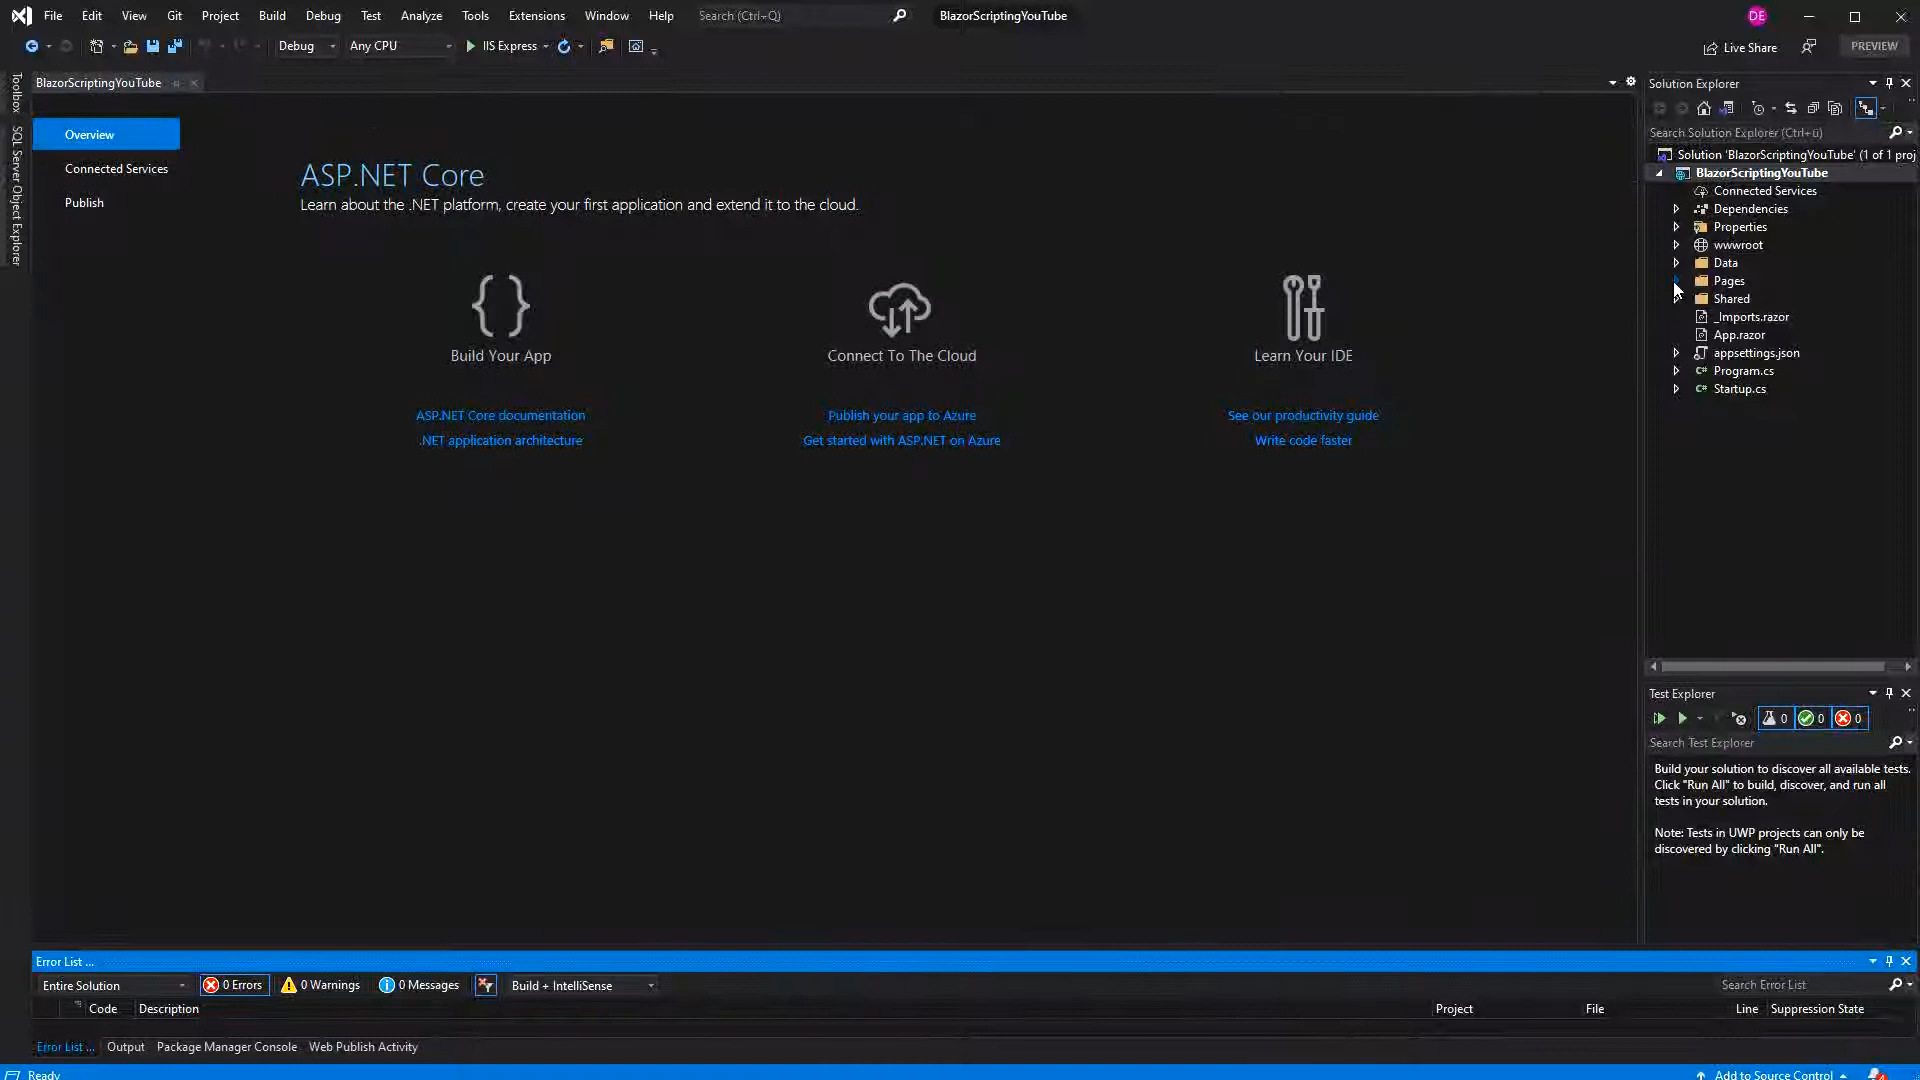 File Edit View Git Project Build Debug Test Analyze Tools Extensions Window Help Search (Ctrl+Q) BlazorScriptingYouTube DE
Debug Any CPU IIS Express Live Share PREVIEW
Toolbox
SQL Server Object Explorer
BlazorScriptingYouTube
Overview
Connected Services
Publish
ASP.NET Core
Learn about the .NET platform, create your first application and extend it to the cloud.
Build Your App
ASP.NET Core documentation
.NET application architecture
Connect To The Cloud
Publish your app to Azure
Get started with ASP.NET on Azure
Learn Your IDE
See our productivity guide
Write code faster
Solution Explorer
Search Solution Explorer (Ctrl+ü)
Solution 'BlazorScriptingYouTube' (1 of 1 proj
BlazorScriptingYouTube
Connected Services
Dependencies
Properties
wwwroot
Data
Pages
Shared
_Imports.razor
App.razor
appsettings.json
C# Program.cs
C# Startup.cs
Test Explorer
0 0 0
Search Test Explorer
Build your solution to discover all available tests.
Click "Run All" to build, discover, and run all
tests in your solution.
Note: Tests in UWP projects can only be
discovered by clicking "Run All".
Error List ...
Entire Solution 0 Errors 0 Warnings 0 Messages Build + IntelliSense Search Error List
Code Description Project File Line Suppression State
Error List ... Output Package Manager Console Web Publish Activity
Ready Add to Source Control 4